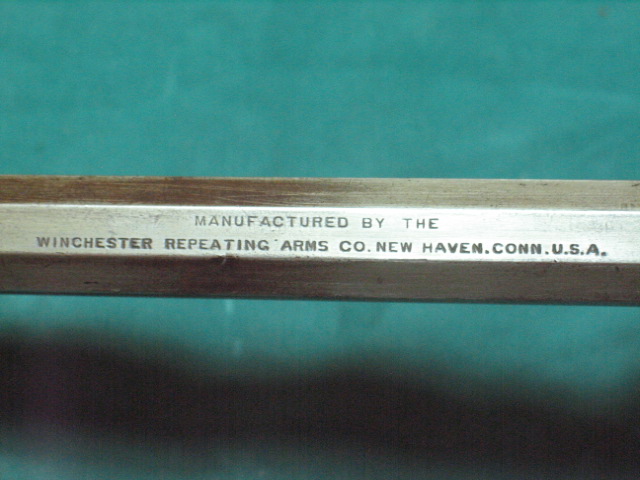 MANUFACTURED BY THE
WINCHESTER REPEATING ARMS CO. NEW HAVEN. CONN. U.S.A.